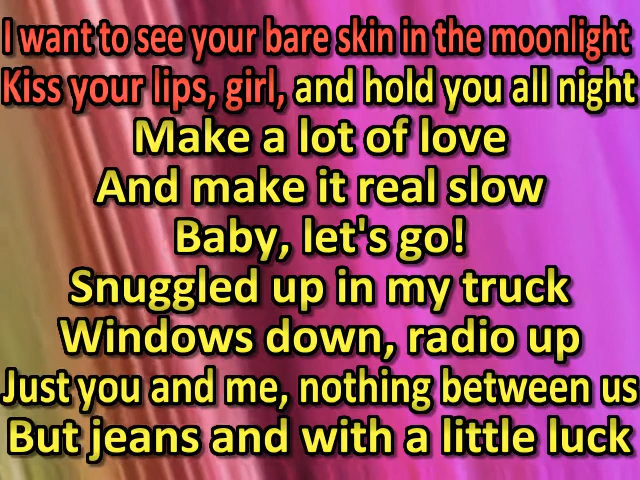 I want to see your bare skin in the moonlight
Kiss your lips, girl, and hold you all night
Make a lot of love
And make it real slow
Baby, let's go!
Snuggled up in my truck
Windows down, radio up
Just you and me, nothing between us
But jeans and with a little luck